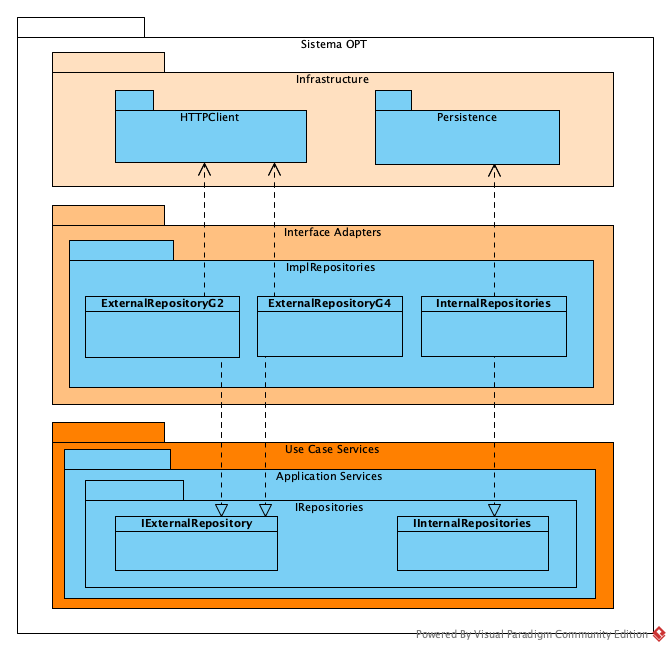 Sistema OPT
Infrastructure
HTTPClient
Persistence
Interface Adapters
ImplRepositories
ExternalRepositoryG2
ExternalRepositoryG4
InternalRepositories
Use Case Services
Application Services
IRepositories
IExternalRepository
IInternalRepositories
Powered By Visual Paradigm Community Edition